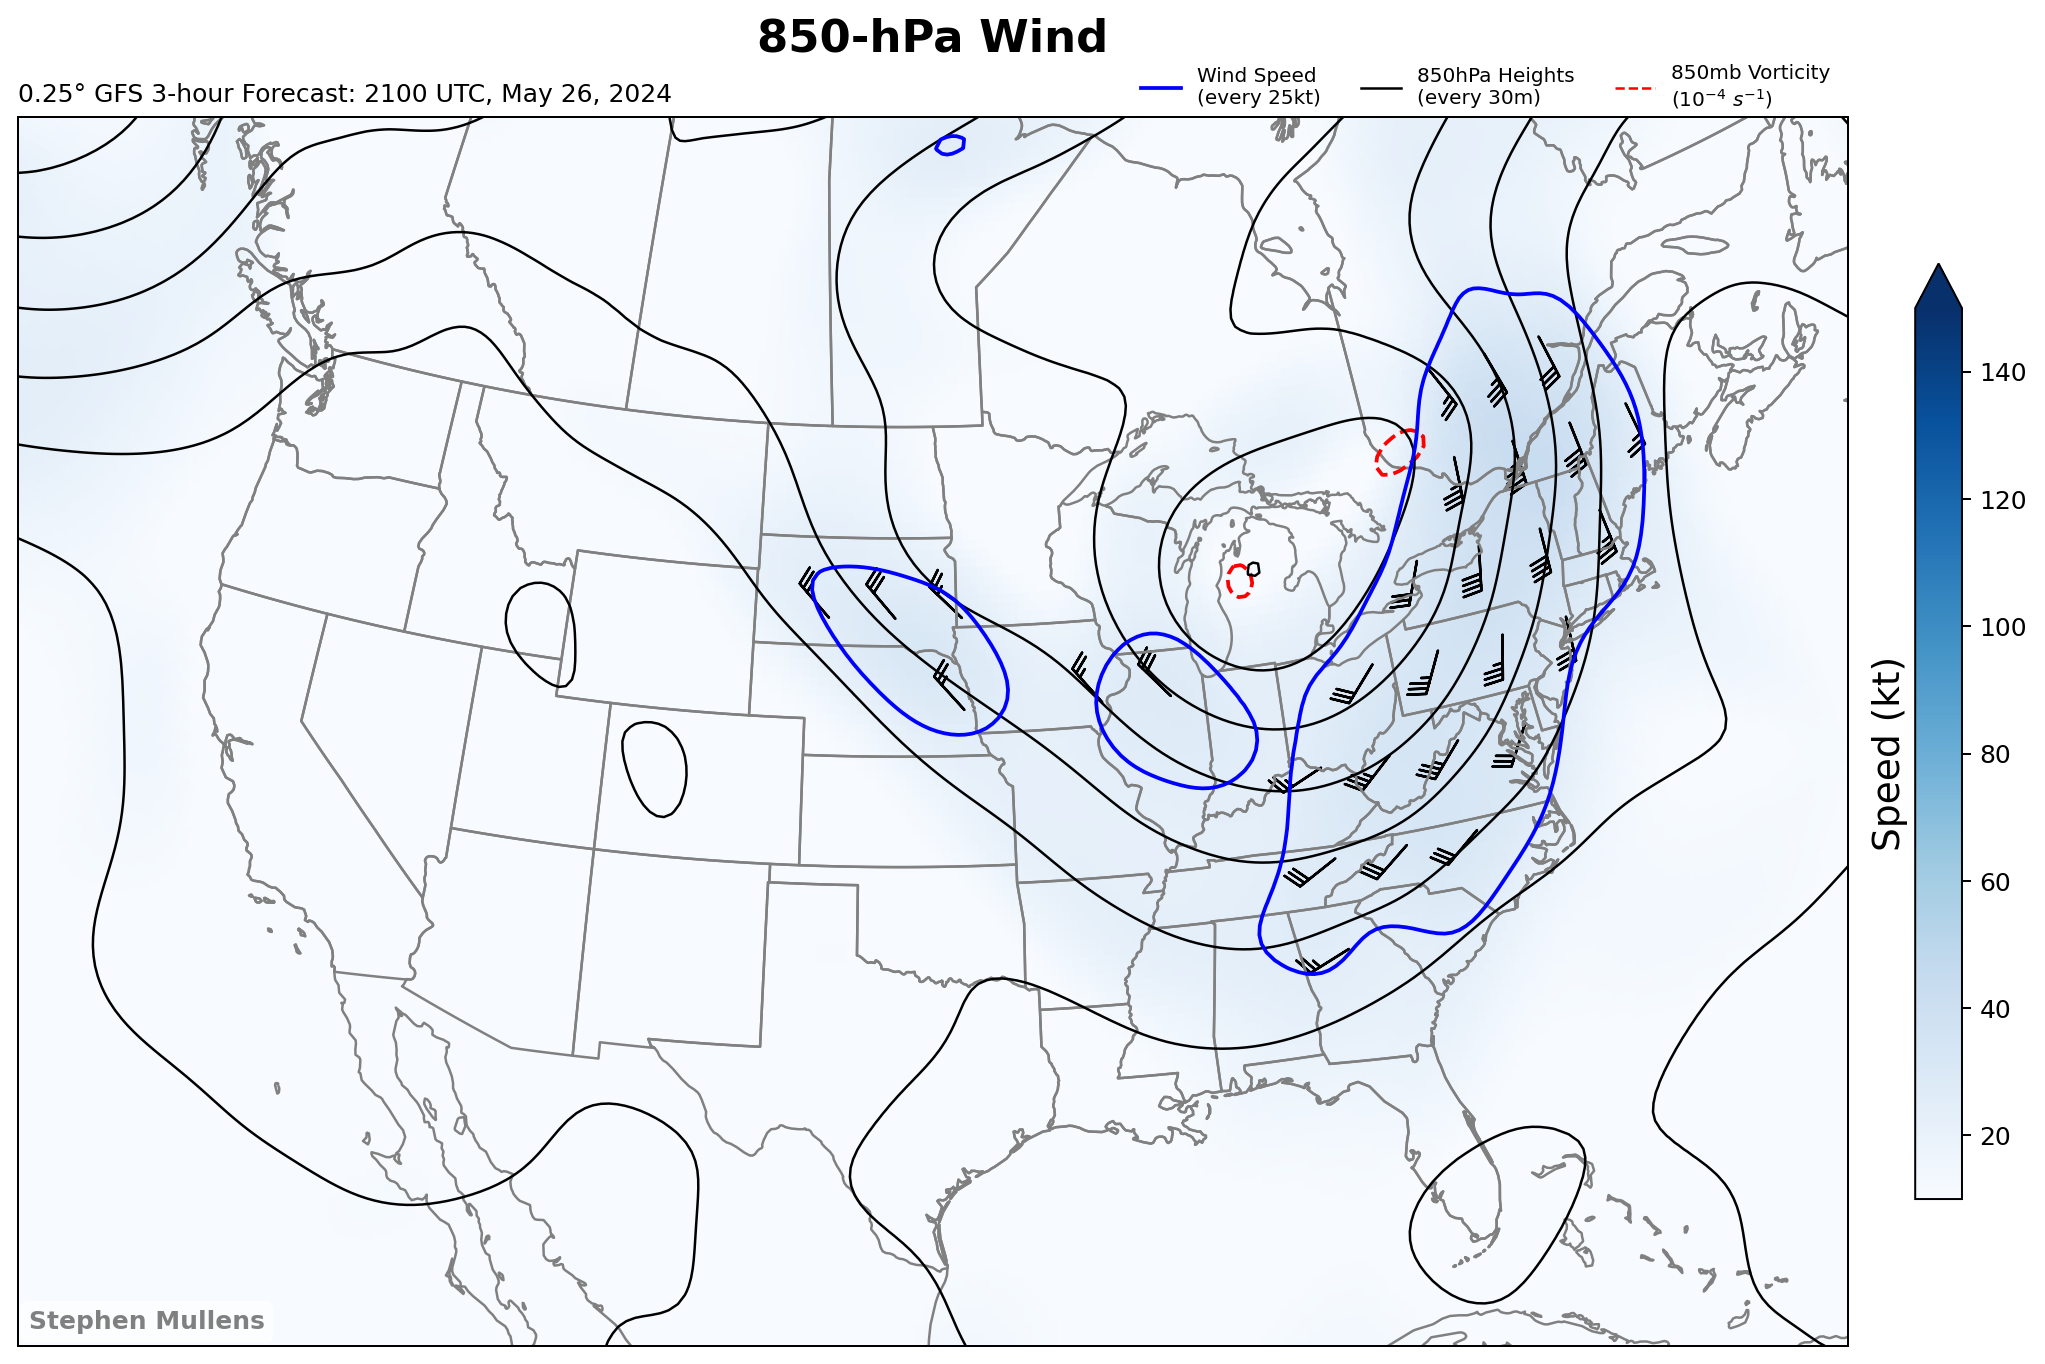 850-hPa Wind
0.25° GFS 3-hour Forecast: 2100 UTC, May 26, 2024
Wind Speed
(every 25kt)
850hPa Heights
(every 30m)
850mb Vorticity
(10⁻⁴ s⁻¹)
140
120
100
80
60
40
20
Speed (kt)
Stephen Mullens